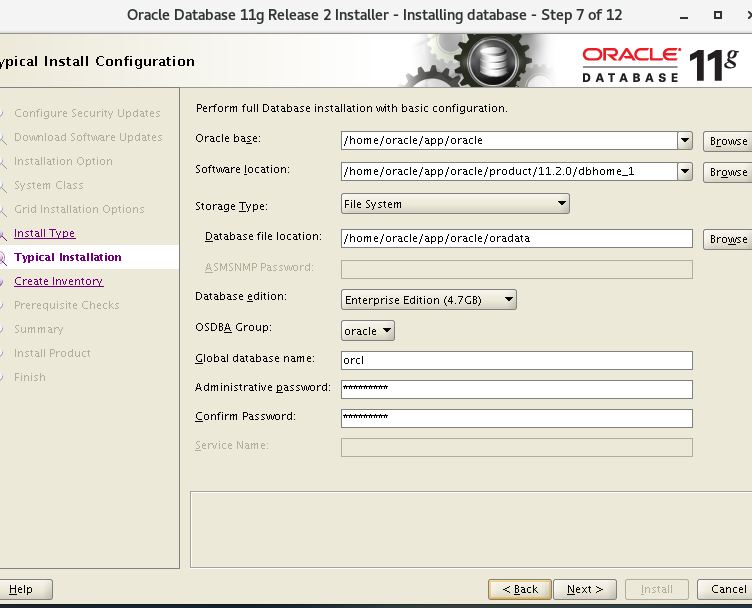 Oracle Database 11g Release 2 Installer - Installing database - Step 7 of 12
ypical Install Configuration
ORACLE
DATABASE 11g
Configure Security Updates
Download Software Updates
Installation Option
System Class
Grid Installation Options
Install Type
Typical Installation
Create Inventory
Prerequisite Checks
Summary
Install Product
Finish
Perform full Database installation with basic configuration.
Oracle base: /home/oracle/app/oracle Browse
Software location: /home/oracle/app/oracle/product/11.2.0/dbhome_1 Browse
Storage Type: File System
Database file location: /home/oracle/app/oracle/oradata Browse
ASMSNMP Password:
Database edition: Enterprise Edition (4.7GB)
OSDBA Group: oracle
Global database name: orcl
Administrative password: *********
Confirm Password: *********
Service Name:
Help < Back Next > Install Cancel